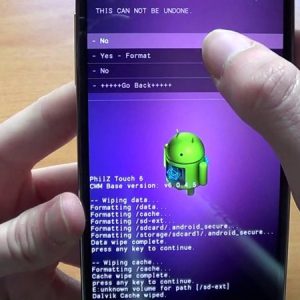 THIS CAN NOT BE UNDONE.
- No
- Yes - Format
- No
- +++++Go Back+++++
PhilZ Touch 6
CWM Base version: v6.0.4.5
-- Wiping data...
Formatting /data...
Formatting /cache...
Formatting /sd-ext...
Formatting /sdcard/.android_secure...
Formatting /storage/sdcard1/.android_secure...
Data wipe complete.
press any key to continue.
-- Wiping cache...
Formatting /cache...
Cache wipe complete.
press any key to continue.
E:unknown volume for path [/sd-ext]
Dalvik Cache wiped.